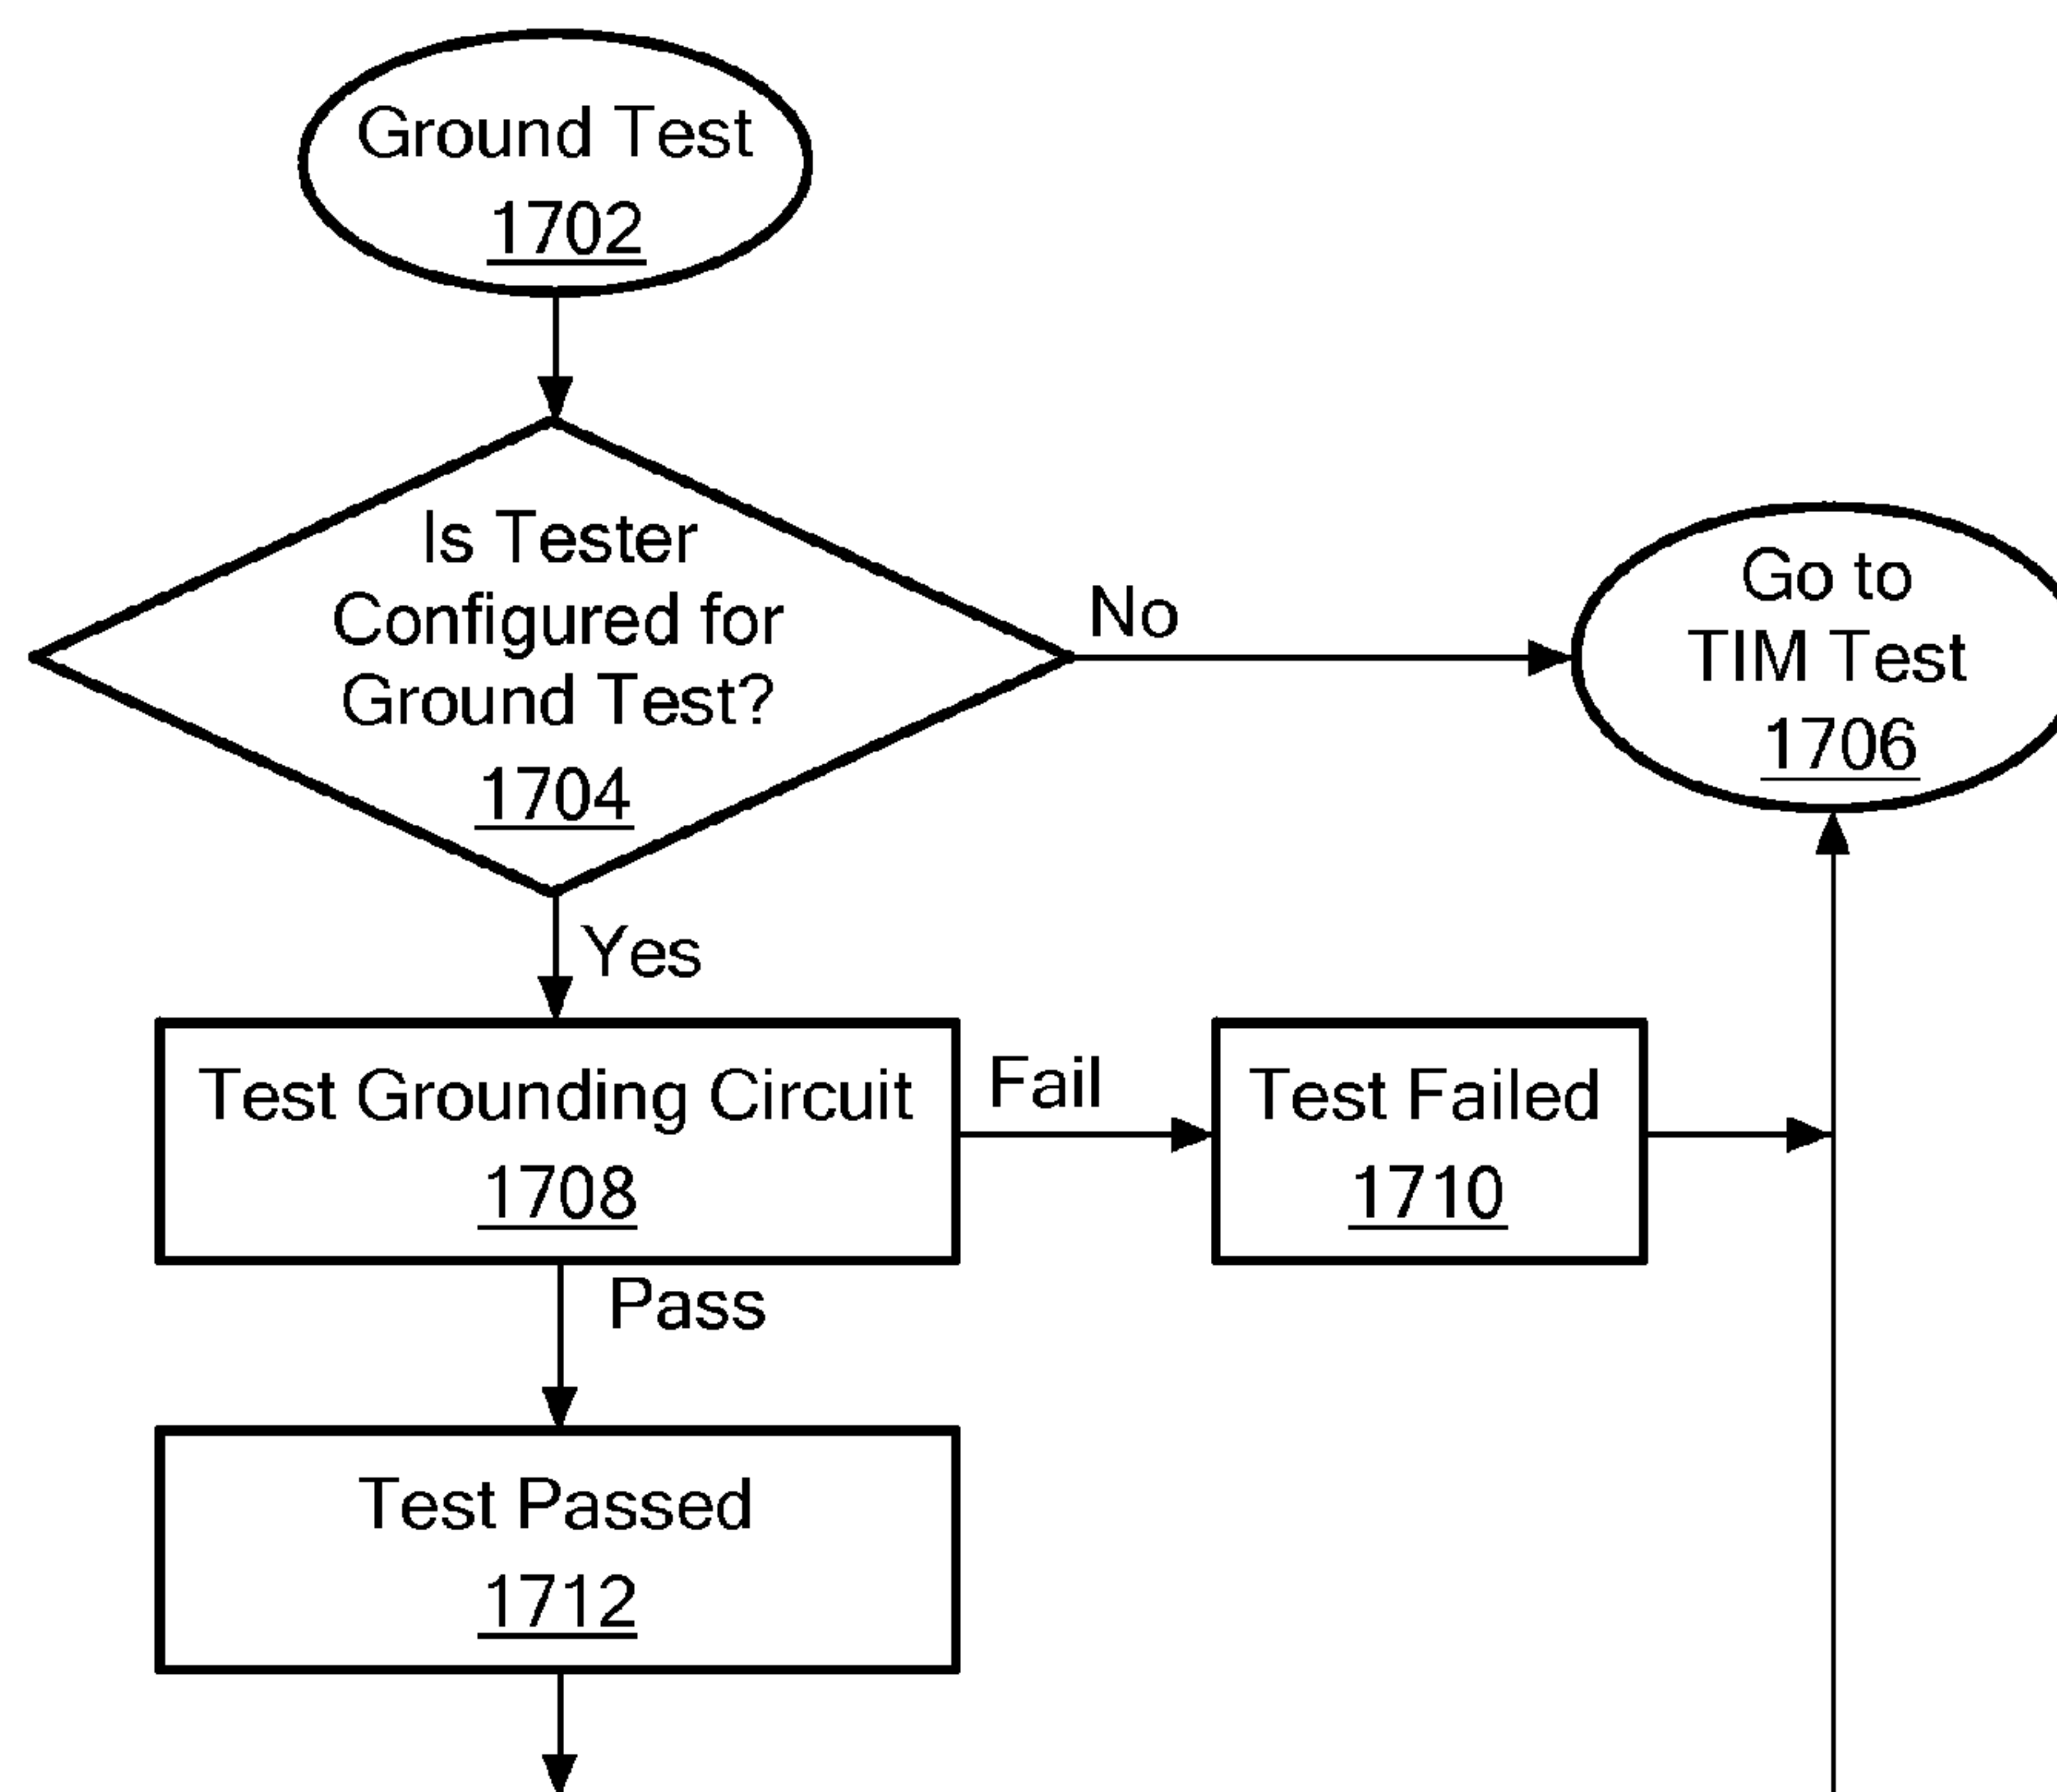 Ground Test
1702
Is Tester
Configured for
Ground Test?
1704
No
Go to
TIM Test
1706
Yes
Test Grounding Circuit
1708
Fail
Test Failed
1710
Pass
Test Passed
1712